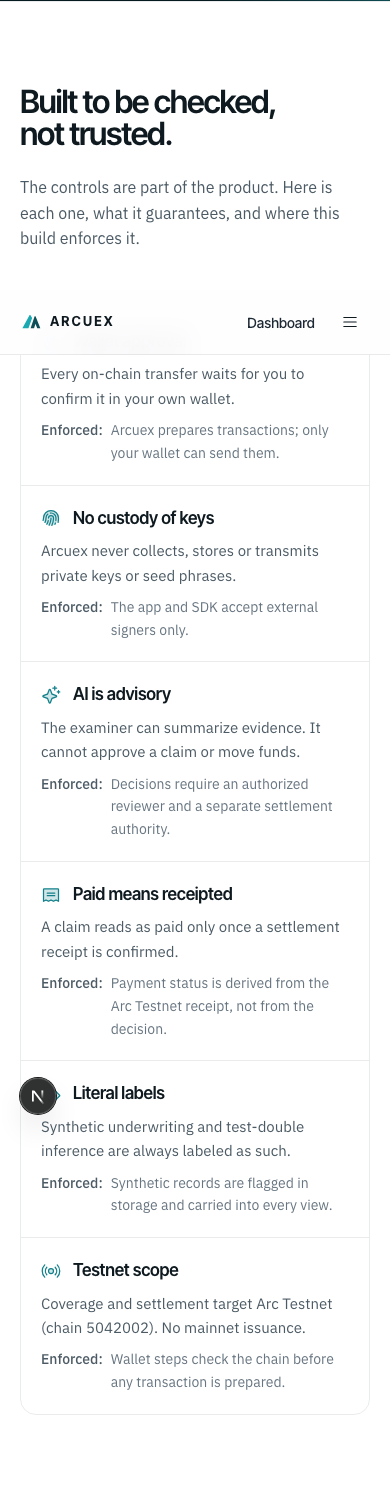 Built to be checked,
not trusted.
The controls are part of the product. Here is
each one, what it guarantees, and where this
build enforces it.
ARCUEX
Dashboard
Every on-chain transfer waits for you to
confirm it in your own wallet.
Enforced: Arcuex prepares transactions; only
your wallet can send them.
No custody of keys
Arcuex never collects, stores or transmits
private keys or seed phrases.
Enforced: The app and SDK accept external
signers only.
AI is advisory
The examiner can summarize evidence. It
cannot approve a claim or move funds.
Enforced: Decisions require an authorized
reviewer and a separate settlement
authority.
Paid means receipted
A claim reads as paid only once a settlement
receipt is confirmed.
Enforced: Payment status is derived from the
Arc Testnet receipt, not from the
decision.
N
Literal labels
Synthetic underwriting and test-double
inference are always labeled as such.
Enforced: Synthetic records are flagged in
storage and carried into every view.
Testnet scope
Coverage and settlement target Arc Testnet
(chain 5042002). No mainnet issuance.
Enforced: Wallet steps check the chain before
any transaction is prepared.